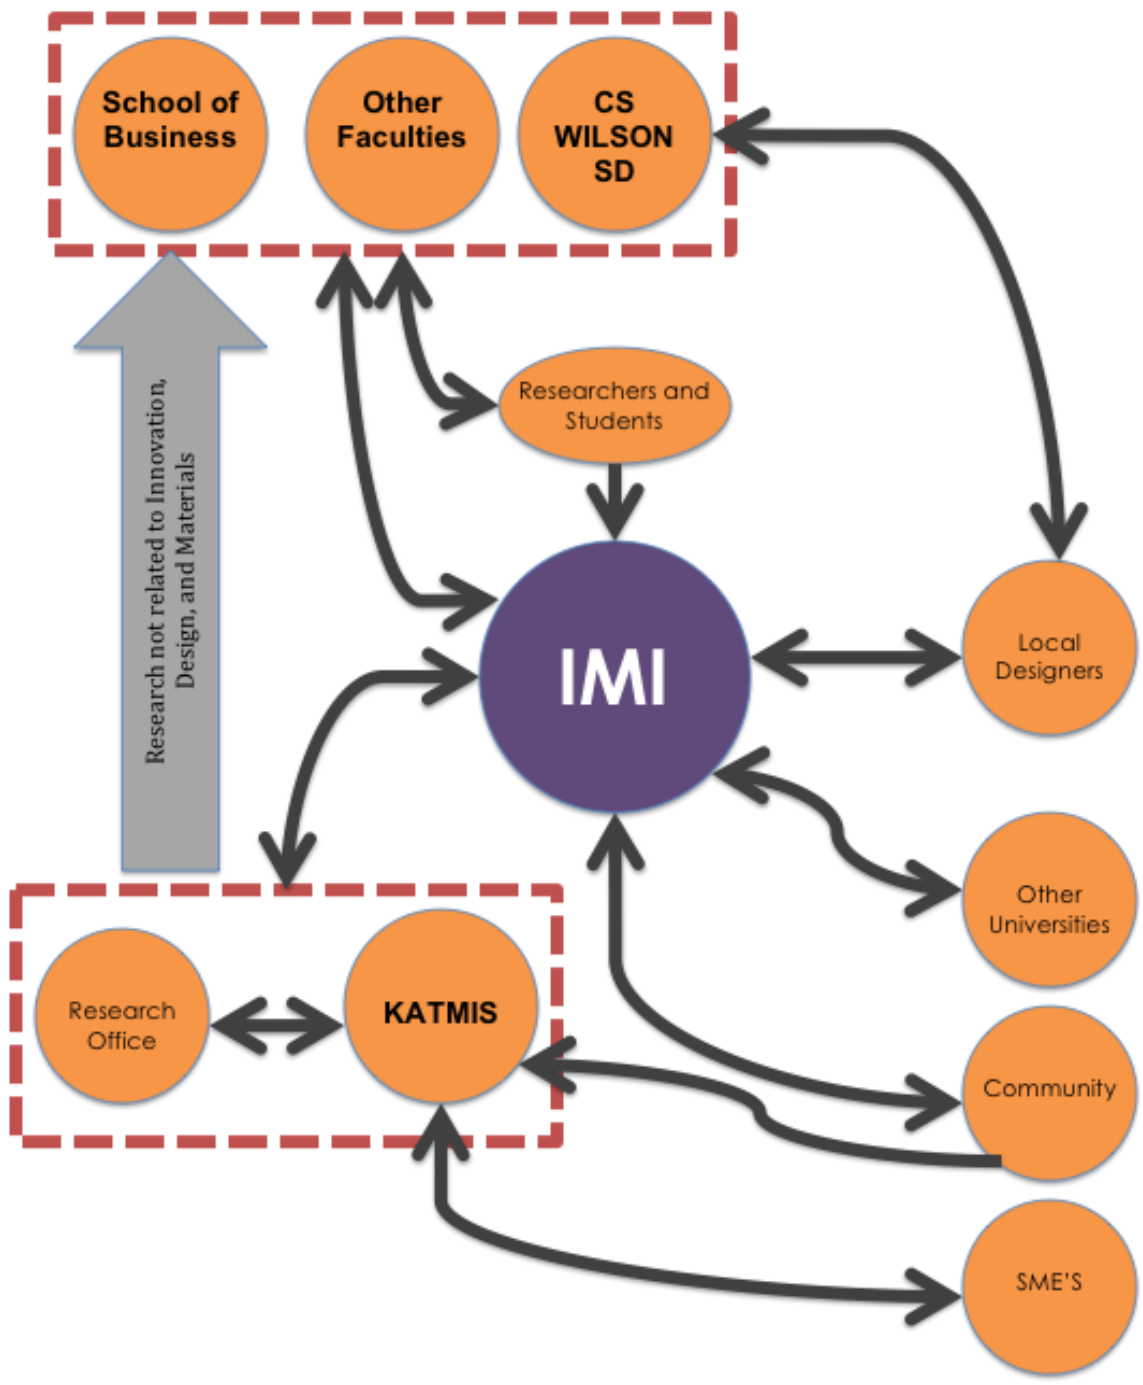 School of
Business
Other
Faculties
CS
WILSON
SD
Researchers and
Students
Research not related to Innovation,
Design, and Materials
IMI
Local
Designers
Other
Universities
Research
Office
KATMIS
Community
SME'S